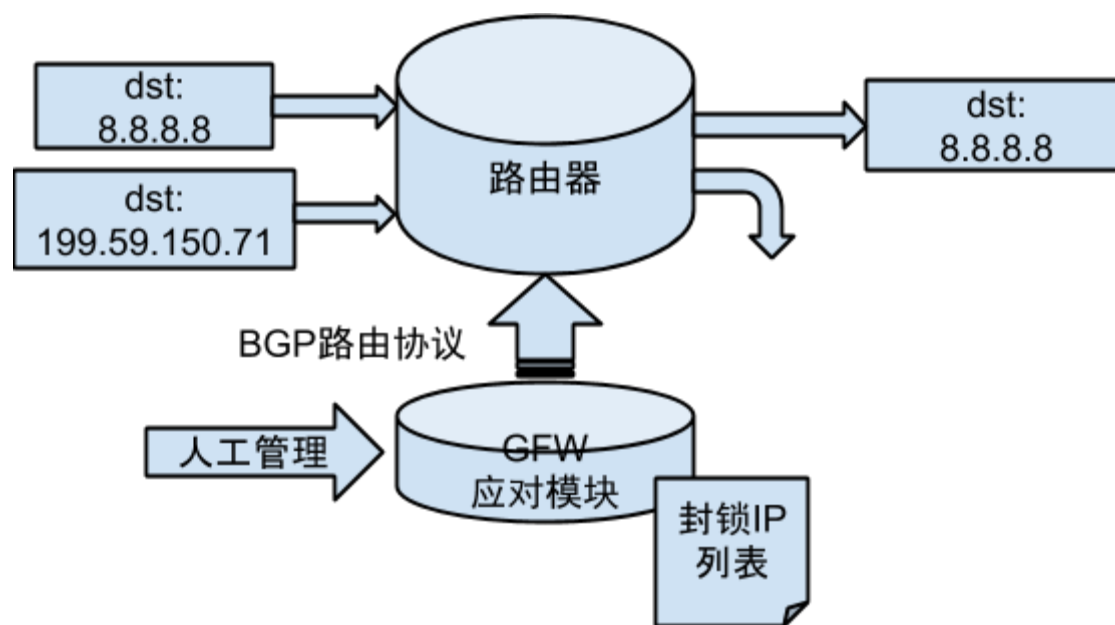 dst:
8.8.8.8
dst:
199.59.150.71
路由器
dst:
8.8.8.8
BGP路由协议
人工管理
GFW
应对模块
封锁IP
列表